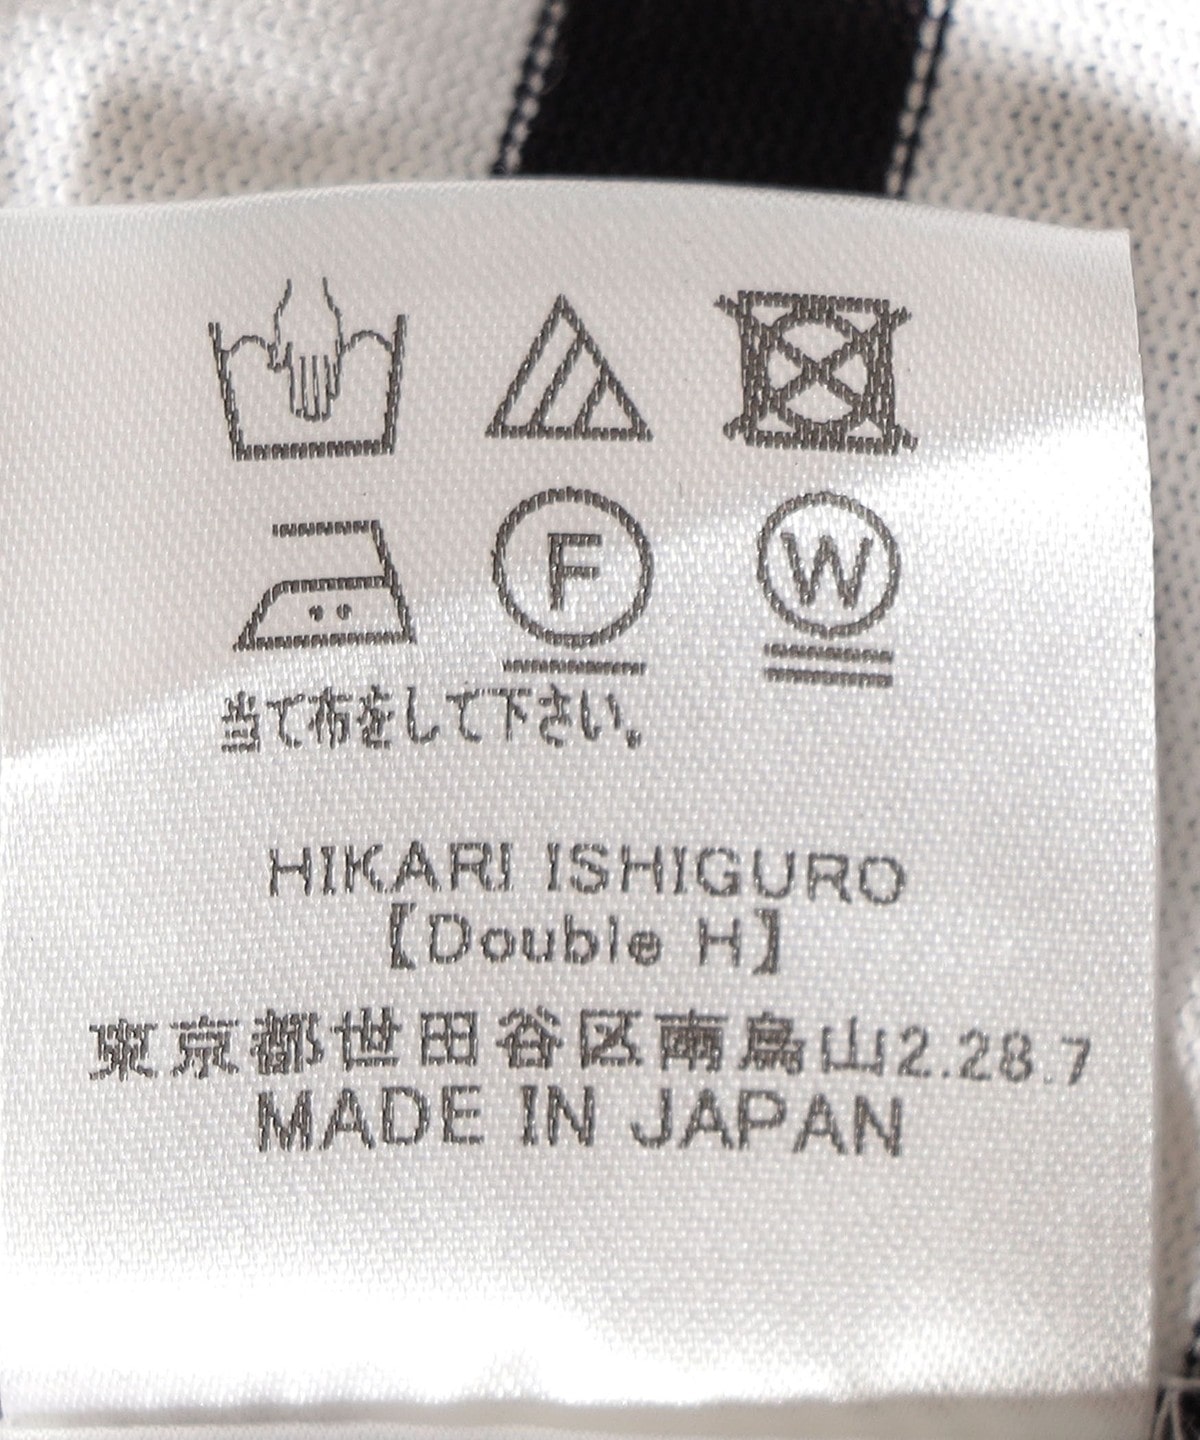 F W
当て布をして下さい。
HIKARI ISHIGURO
【Double H】
東京都世田谷区南烏山2.28.7
MADE IN JAPAN